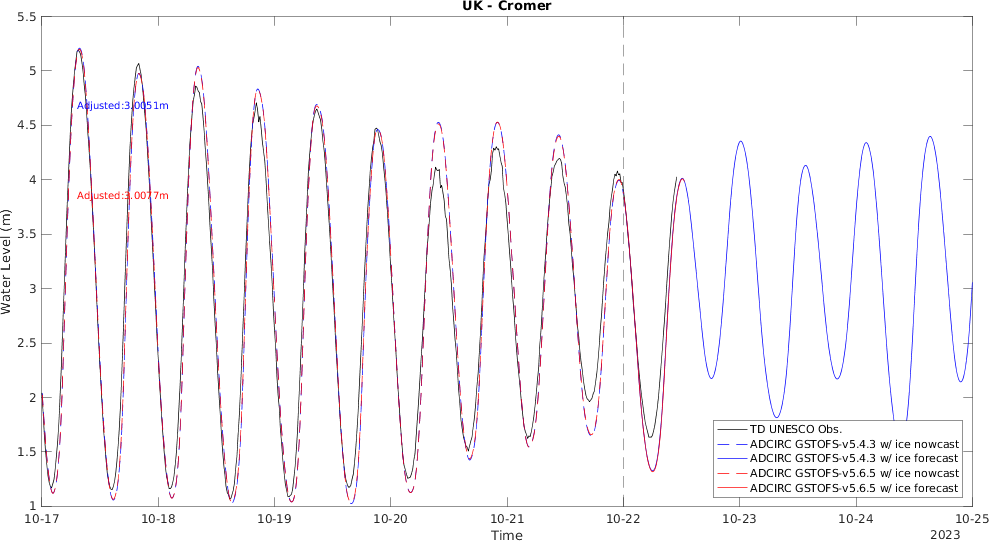 UK - Cromer
5.5
5
4.5
4
3.5
3
2.5
2
1.5
1
Water Level (m)
Adjusted:3.0051m
Adjusted:3.0077m
TD UNESCO Obs.
ADCIRC GSTOFS-v5.4.3 w/ ice nowcast
ADCIRC GSTOFS-v5.4.3 w/ ice forecast
ADCIRC GSTOFS-v5.6.5 w/ ice nowcast
ADCIRC GSTOFS-v5.6.5 w/ ice forecast
10-17 10-18 10-19 10-20 10-21 10-22 10-23 10-24 10-25
Time
2023